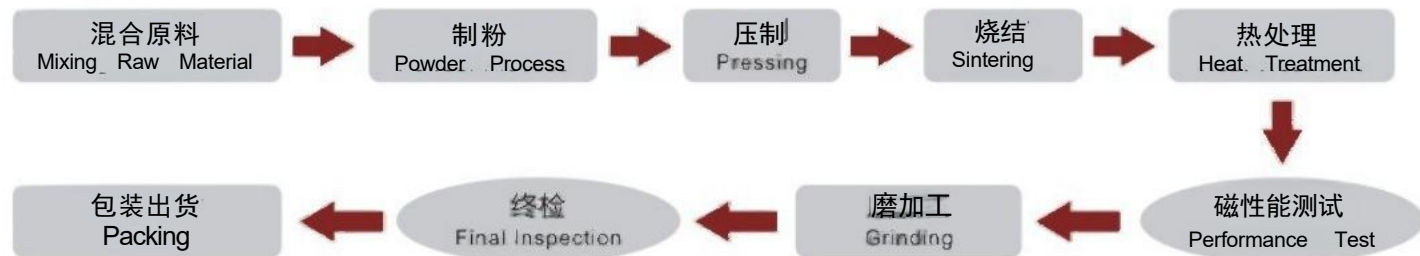 混合原料
Mixing Raw Material
制粉
Powder Process
压制
Pressing
烧结
Sintering
热处理
Heat Treatment
磁性能测试
Performance Test
磨加工
Grinding
终检
Final Inspection
包装出货
Packing